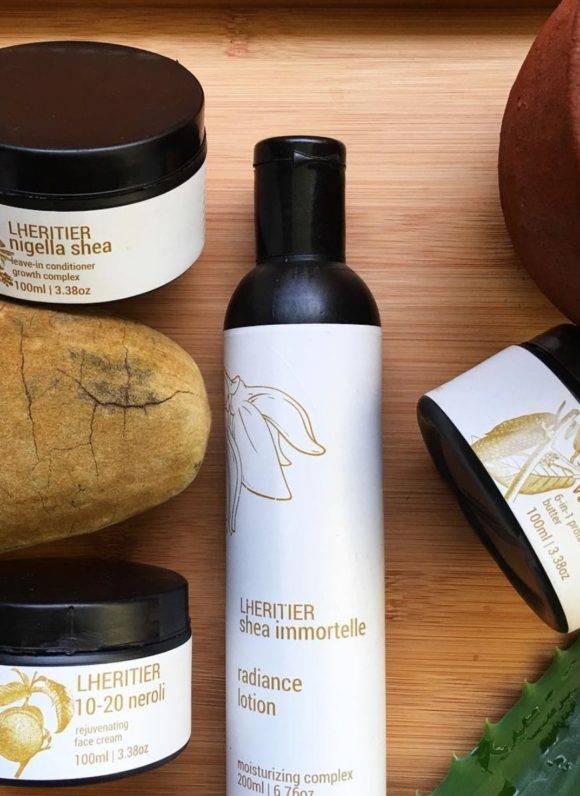 LHERITIER
nigella shea
leave-in conditioner
growth complex
100ml | 3.38oz
LHERITIER
shea immortelle
radiance
lotion
moisturizing complex
200ml | 6.76oz
6-in-1
butter
100ml | 3.38oz
LHERITIER
10-20 neroli
rejuvenating
face cream
100ml | 3.38oz